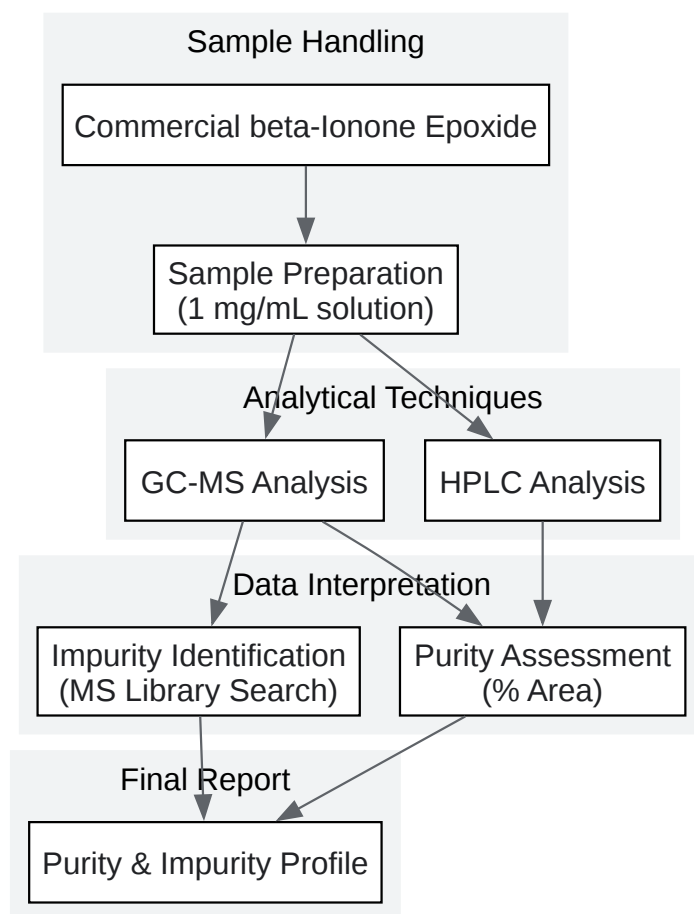 Sample Handling
Commercial beta-Ionone Epoxide
Sample Preparation
(1 mg/mL solution)
Analytical Techniques
GC-MS Analysis
HPLC Analysis
Data Interpretation
Impurity Identification
(MS Library Search)
Purity Assessment
(% Area)
Final Report
Purity & Impurity Profile